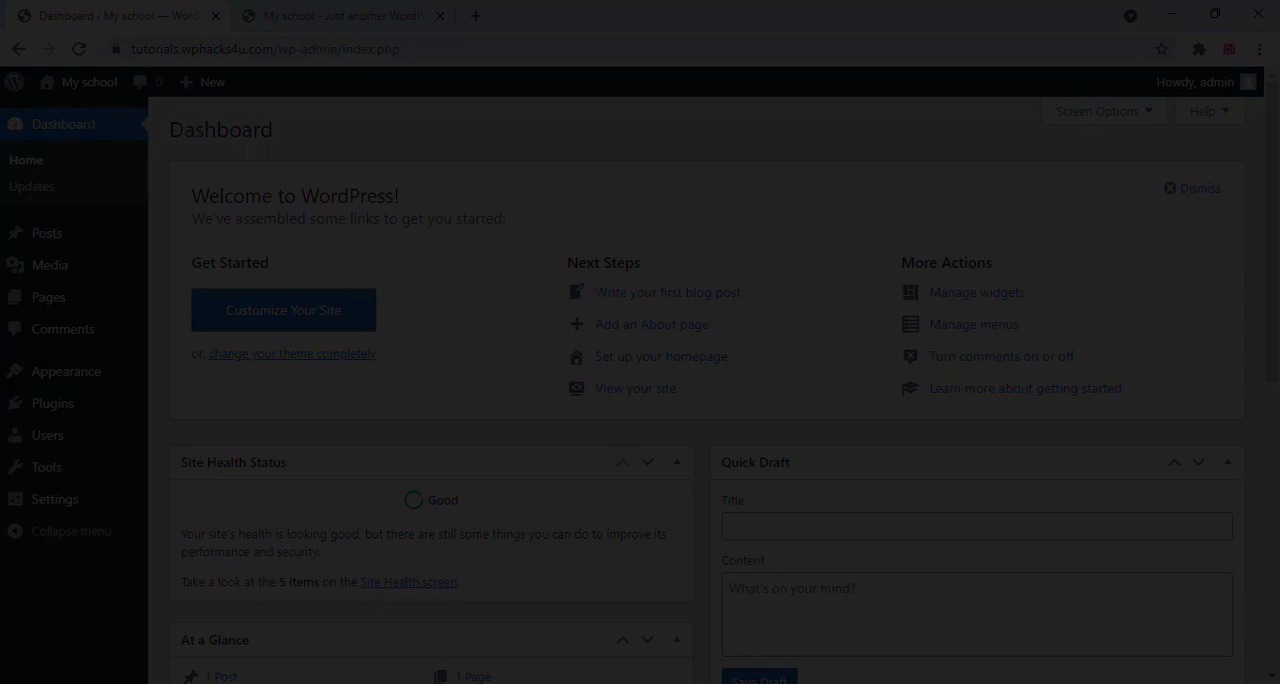 Dashboard ‹ My school — Word
My school - Just another WordPr
tutorials.wphacks4u.com/wp-admin/index.php
My school 0 New
Howdy, admin
Dashboard
Home
Updates
Posts
Media
Pages
Comments
Appearance
Plugins
Users
Tools
Settings
Collapse menu
Dashboard
Screen Options
Help
Welcome to WordPress!
We've assembled some links to get you started:
Dismiss
Get Started
Customize Your Site
or, change your theme completely
Next Steps
Write your first blog post
Add an About page
Set up your homepage
View your site
More Actions
Manage widgets
Manage menus
Turn comments on or off
Learn more about getting started
Site Health Status
Good
Your site's health is looking good, but there are still some things you can do to improve its
performance and security.
Take a look at the 5 items on the Site Health screen.
At a Glance
1 Post
1 Page
Quick Draft
Title
Content
What's on your mind?
Save Draft